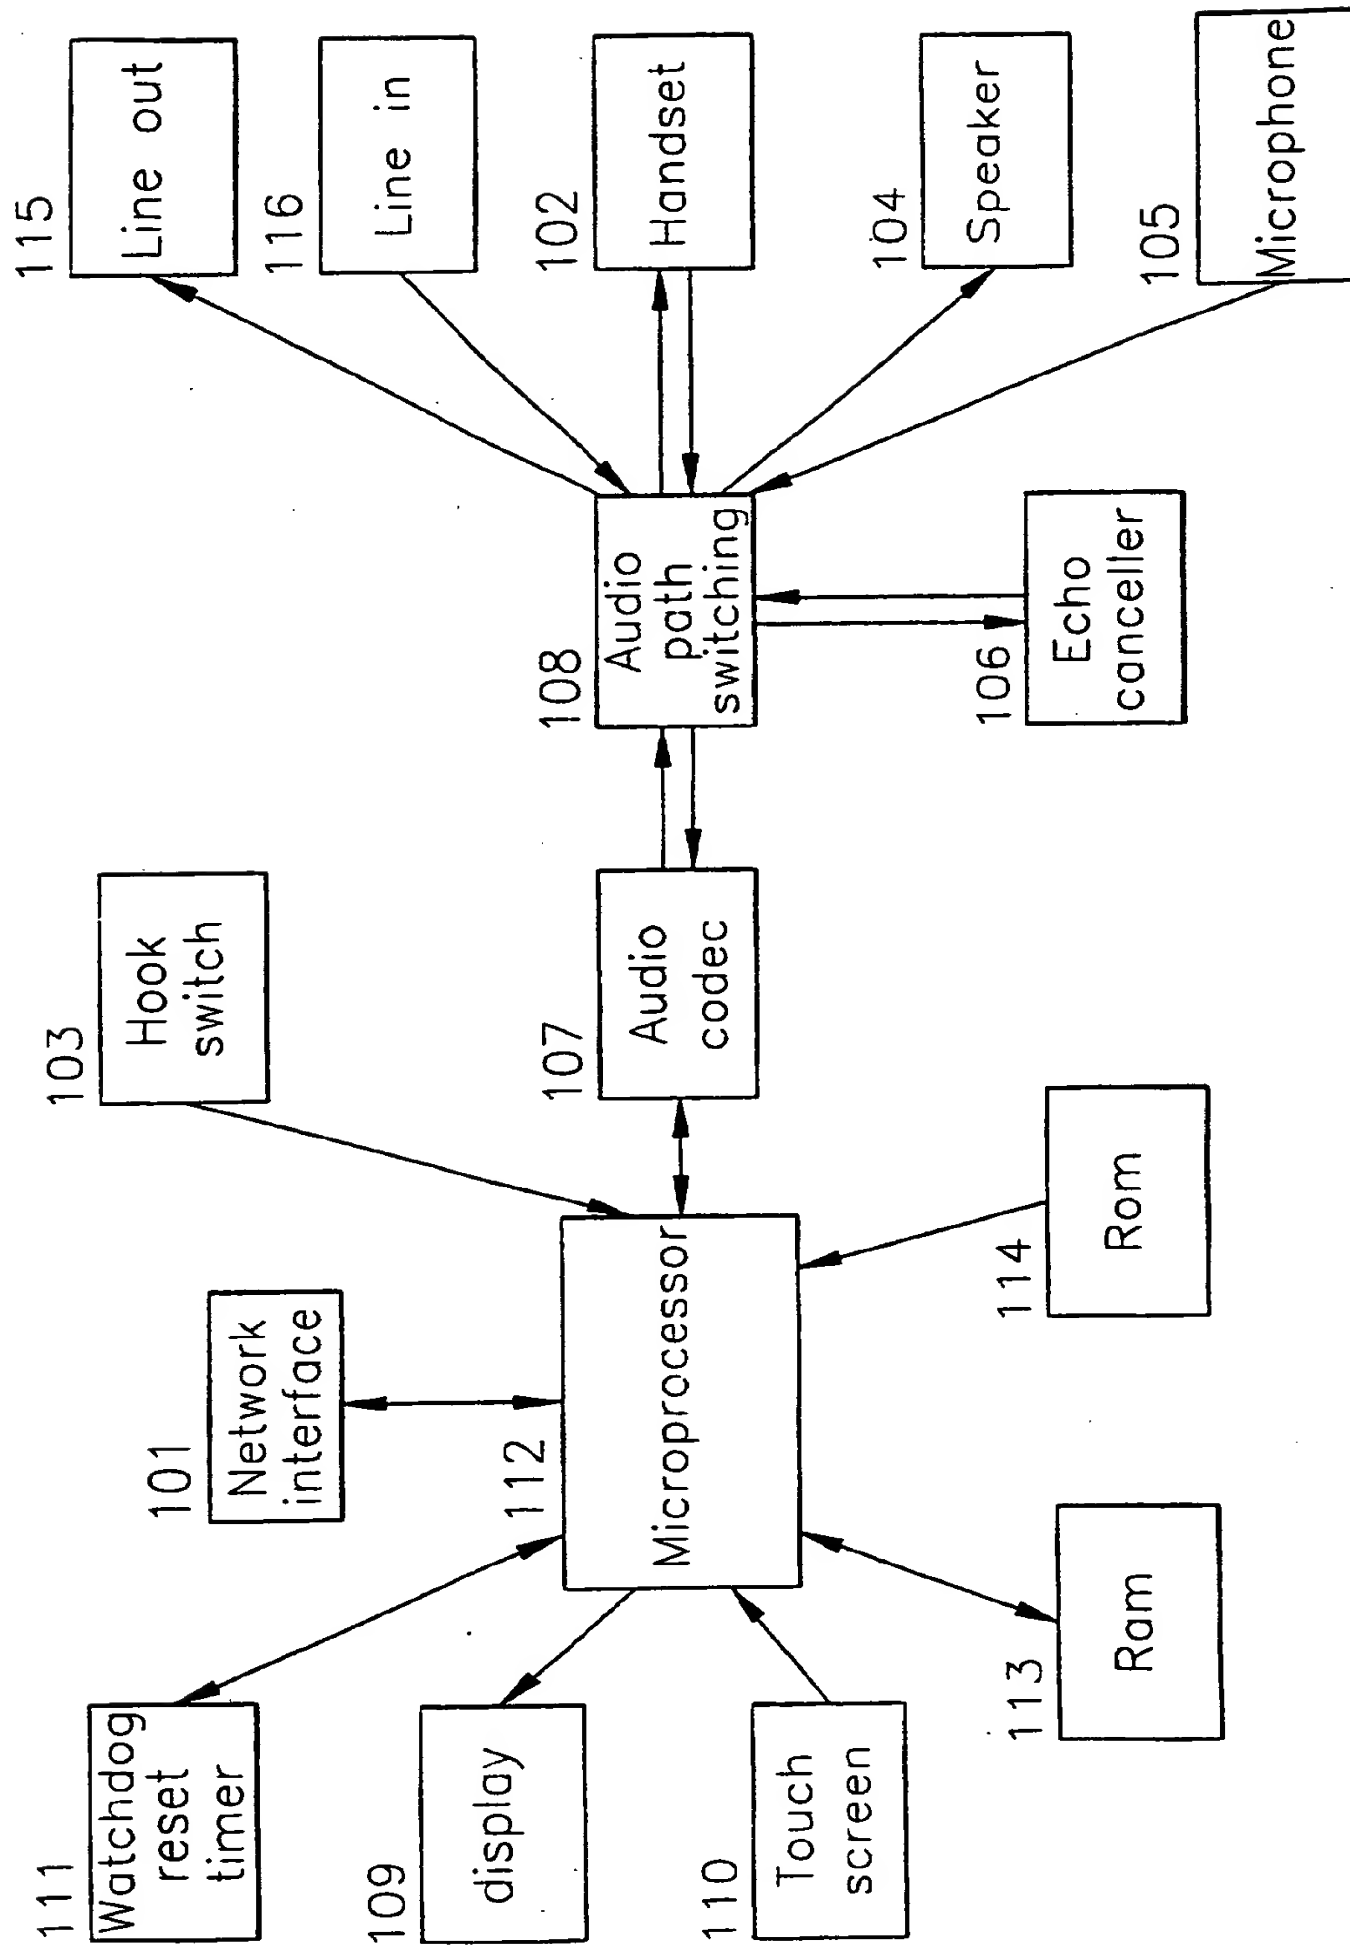 111
Watchdog
reset
timer
109
display
110
Touch
screen
101
Network
interface
112
Microprocessor
113
Ram
114
Rom
103
Hook
switch
107
Audio
codec
108
Audio
path
switching
106
Echo
canceller
115
Line out
116
Line in
102
Handset
104
Speaker
105
Microphone